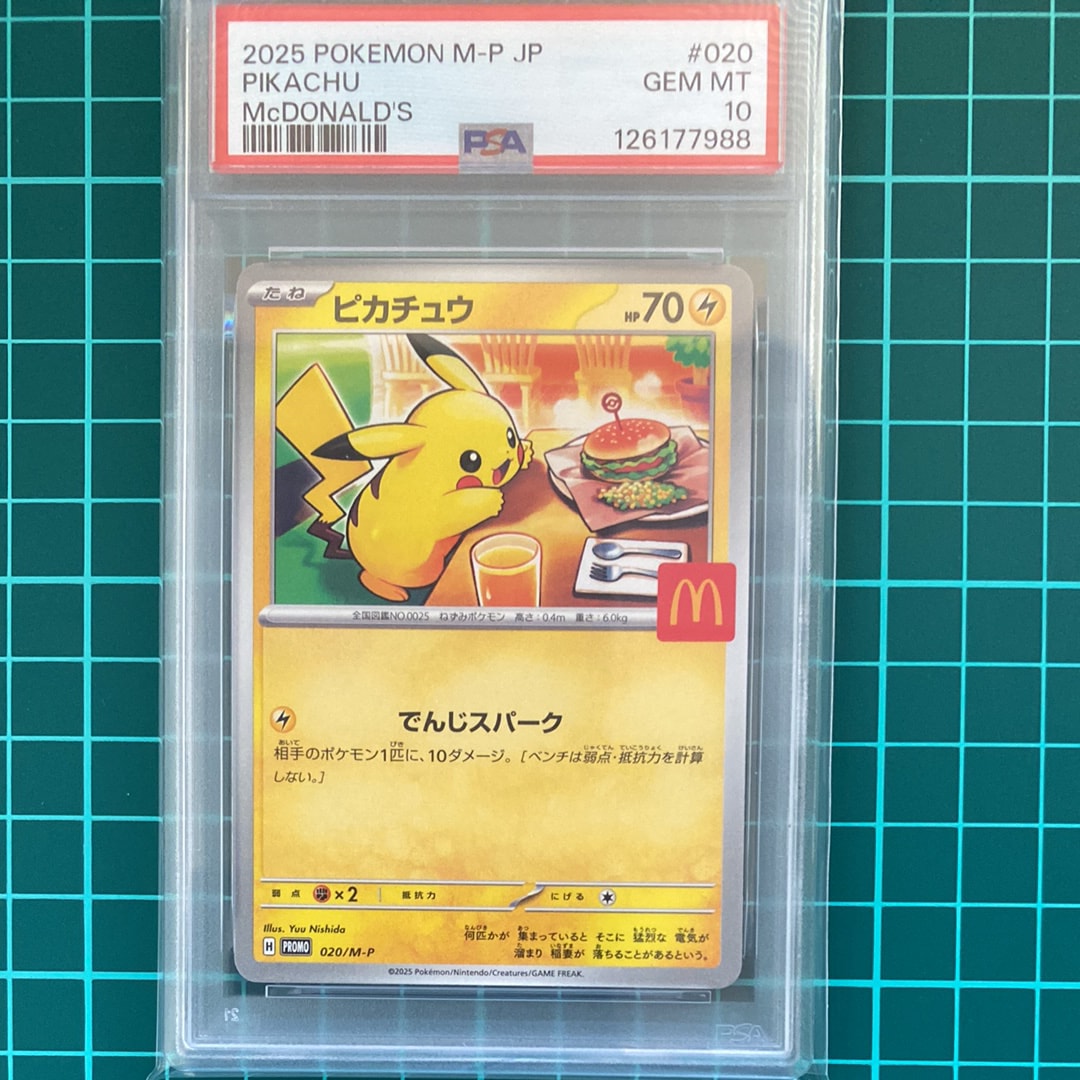 2025 POKEMON M-P JP #020
PIKACHU GEM MT
McDONALD'S 10
PSA 126177988
たね ピカチュウ HP70
M
全国図鑑NO.0025 ねずみポケモン 高さ:0.4m 重さ:6.0kg
でんじスパーク
相手のポケモン1匹に、10ダメージ。[ベンチは弱点・抵抗力を計算
しない。]
弱点 ×2 抵抗力 にげる
Illus. Yuu Nishida
何匹かが 集まっていると そこに 猛烈な 電気が
H PROMO 020/M-P
溜まり 稲妻が 落ちることがあるという。
©2025 Pokémon/Nintendo/Creatures/GAME FREAK.
PSA